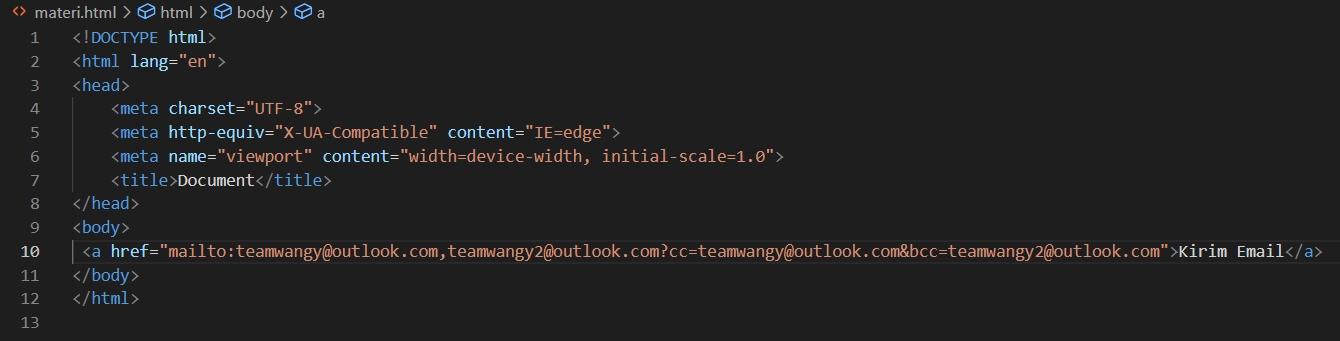 materi.html > html > body > a
1 <!DOCTYPE html>
2 <html lang="en">
3 <head>
4     <meta charset="UTF-8">
5     <meta http-equiv="X-UA-Compatible" content="IE=edge">
6     <meta name="viewport" content="width=device-width, initial-scale=1.0">
7     <title>Document</title>
8 </head>
9 <body>
10  <a href="mailto:teamwangy@outlook.com,teamwangy2@outlook.com?cc=teamwangy@outlook.com&bcc=teamwangy2@outlook.com">Kirim Email</a>
11 </body>
12 </html>
13